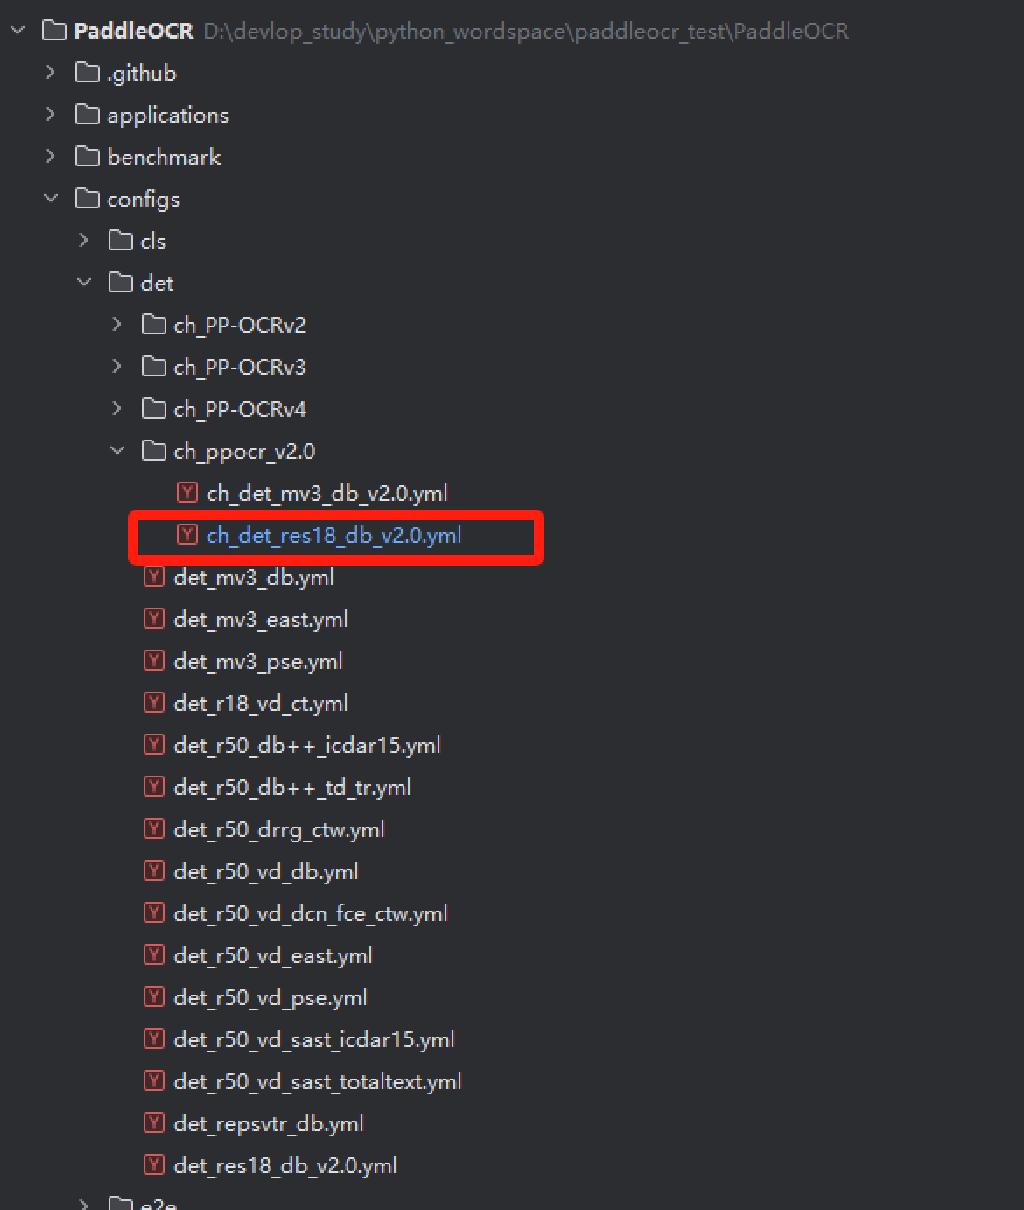 PaddleOCR D:\devlop_study\python_wordspace\paddleocr_test\PaddleOCR
.github
applications
benchmark
configs
cls
det
ch_PP-OCRv2
ch_PP-OCRv3
ch_PP-OCRv4
ch_ppocr_v2.0
ch_det_mv3_db_v2.0.yml
ch_det_res18_db_v2.0.yml
det_mv3_db.yml
det_mv3_east.yml
det_mv3_pse.yml
det_r18_vd_ct.yml
det_r50_db++_icdar15.yml
det_r50_db++_td_tr.yml
det_r50_drrg_ctw.yml
det_r50_vd_db.yml
det_r50_vd_dcn_fce_ctw.yml
det_r50_vd_east.yml
det_r50_vd_pse.yml
det_r50_vd_sast_icdar15.yml
det_r50_vd_sast_totaltext.yml
det_repsvtr_db.yml
det_res18_db_v2.0.yml
e2e